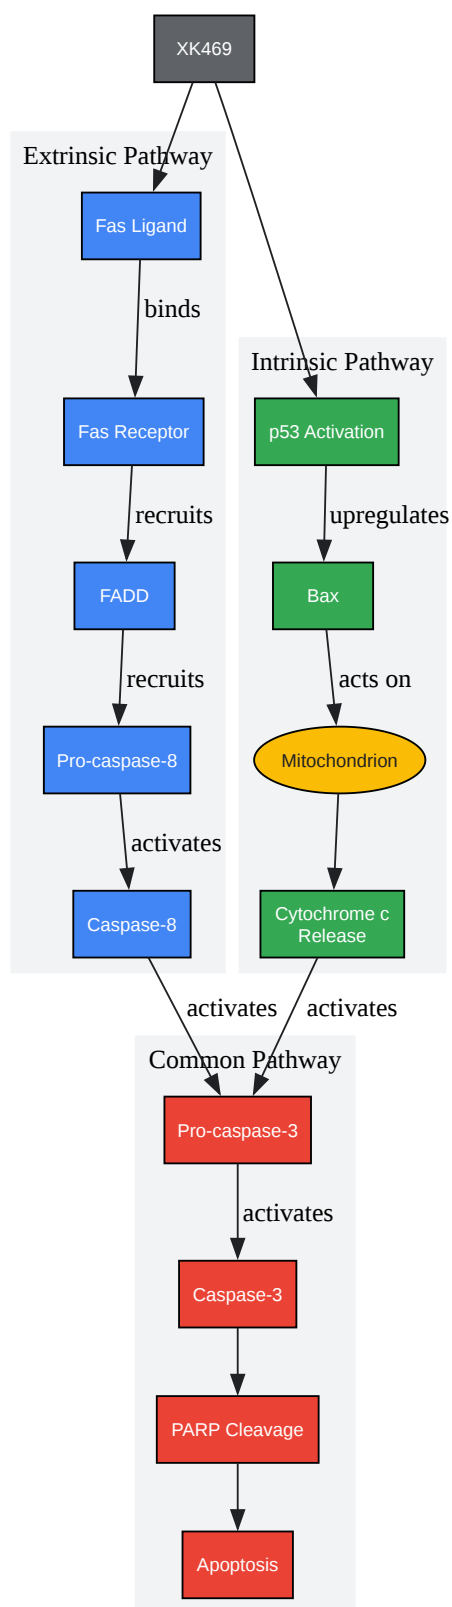 XK469
Extrinsic Pathway
Fas Ligand
binds
Intrinsic Pathway
Fas Receptor
p53 Activation
recruits
upregulates
FADD
Bax
recruits
acts on
Pro-caspase-8
Mitochondrion
activates
Caspase-8
Cytochrome c
Release
activates
activates
Common Pathway
Pro-caspase-3
activates
Caspase-3
PARP Cleavage
Apoptosis